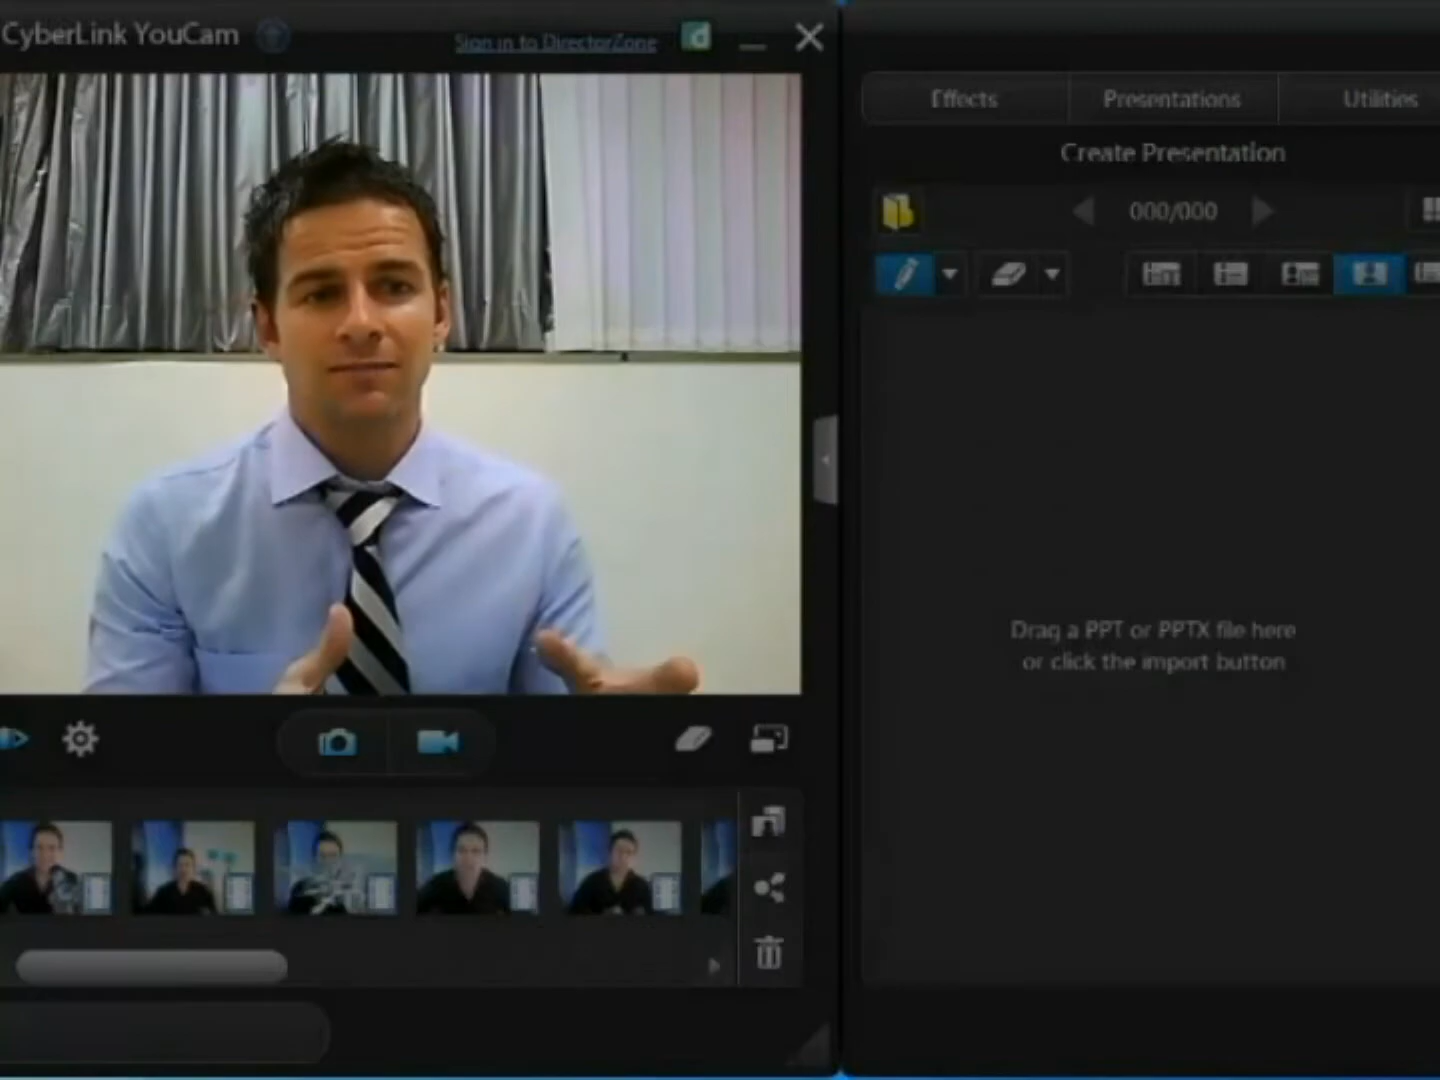 CyberLink YouCam
Sign in to DirectorZone
Effects
Presentations
Utilities
Create Presentation
000/000
Drag a PPT or PPTX file here
or click the import button